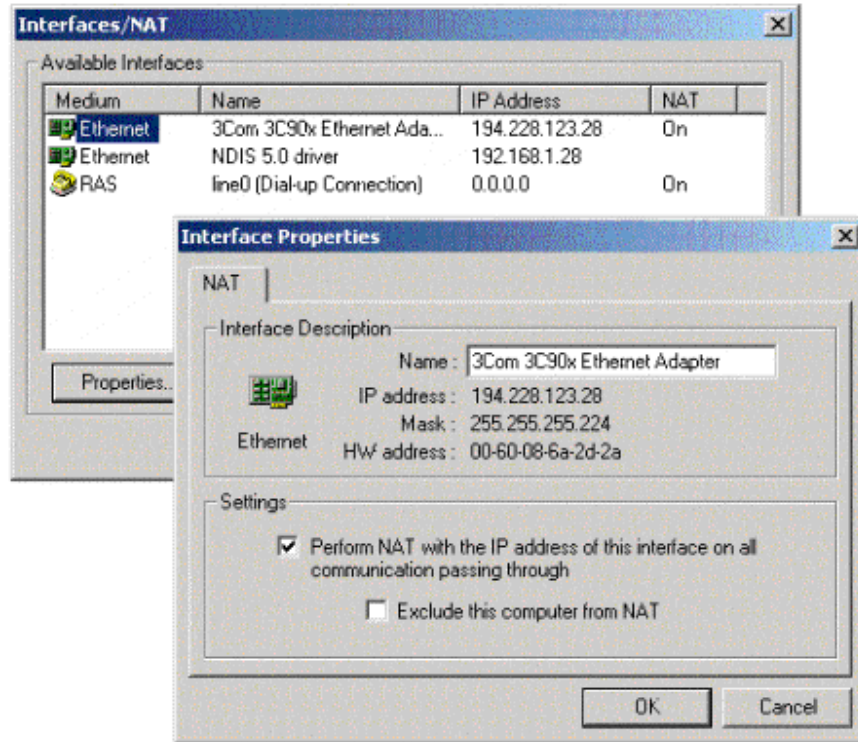 Interfaces/NAT
Available Interfaces
Medium Name IP Address NAT
Ethernet 3Com 3C90x Ethernet Ada... 194.228.123.28 On
Ethernet NDIS 5.0 driver 192.168.1.28
RAS line0 (Dial-up Connection) 0.0.0.0 On
Properties..
Interface Properties
NAT
Interface Description
Name : 3Com 3C90x Ethernet Adapter
IP address : 194.228.123.28
Mask : 255.255.255.224
Ethernet
HW address : 00-60-08-6a-2d-2a
Settings
Perform NAT with the IP address of this interface on all
communication passing through
Exclude this computer from NAT
OK Cancel